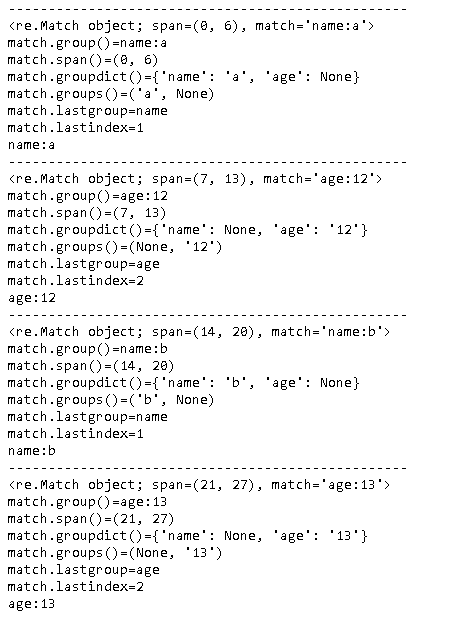 --------------------------------------------------
<re.Match object; span=(0, 6), match='name:a'>
match.group()=name:a
match.span()=(0, 6)
match.groupdict()={'name': 'a', 'age': None}
match.groups()=('a', None)
match.lastgroup=name
match.lastindex=1
name:a
--------------------------------------------------
<re.Match object; span=(7, 13), match='age:12'>
match.group()=age:12
match.span()=(7, 13)
match.groupdict()={'name': None, 'age': '12'}
match.groups()=(None, '12')
match.lastgroup=age
match.lastindex=2
age:12
--------------------------------------------------
<re.Match object; span=(14, 20), match='name:b'>
match.group()=name:b
match.span()=(14, 20)
match.groupdict()={'name': 'b', 'age': None}
match.groups()=('b', None)
match.lastgroup=name
match.lastindex=1
name:b
--------------------------------------------------
<re.Match object; span=(21, 27), match='age:13'>
match.group()=age:13
match.span()=(21, 27)
match.groupdict()={'name': None, 'age': '13'}
match.groups()=(None, '13')
match.lastgroup=age
match.lastindex=2
age:13